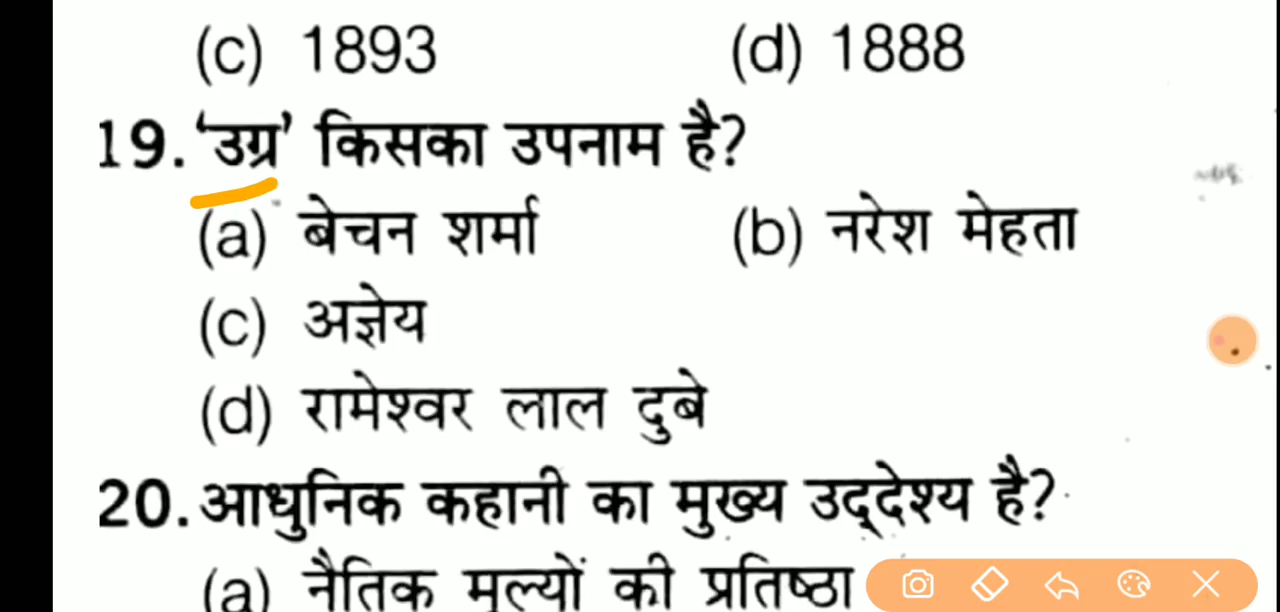 (c) 1893 (d) 1888
19. ‘उग्र’ किसका उपनाम है?
(a) बेचन शर्मा (b) नरेश मेहता
(c) अज्ञेय
(d) रामेश्वर लाल दुबे
20. आधुनिक कहानी का मुख्य उद्देश्य है?
(a) नैतिक मूल्यों की प्रतिष्ठा